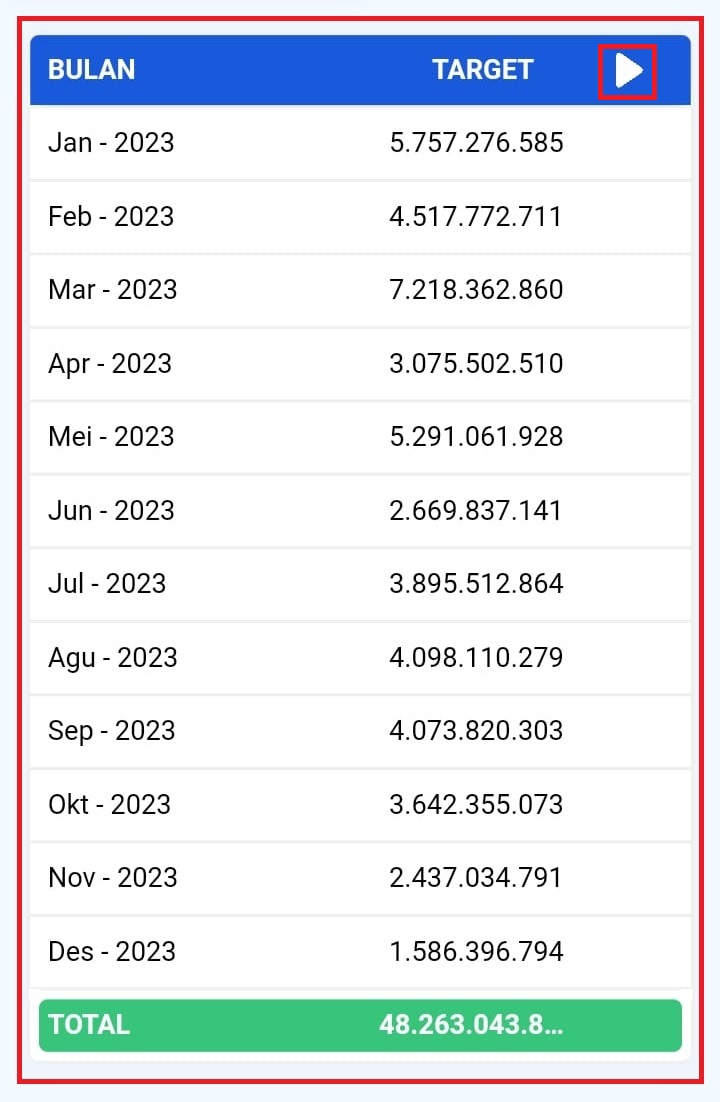 BULAN TARGET
Jan - 2023 5.757.276.585
Feb - 2023 4.517.772.711
Mar - 2023 7.218.362.860
Apr - 2023 3.075.502.510
Mei - 2023 5.291.061.928
Jun - 2023 2.669.837.141
Jul - 2023 3.895.512.864
Agu - 2023 4.098.110.279
Sep - 2023 4.073.820.303
Okt - 2023 3.642.355.073
Nov - 2023 2.437.034.791
Des - 2023 1.586.396.794
TOTAL 48.263.043.8...